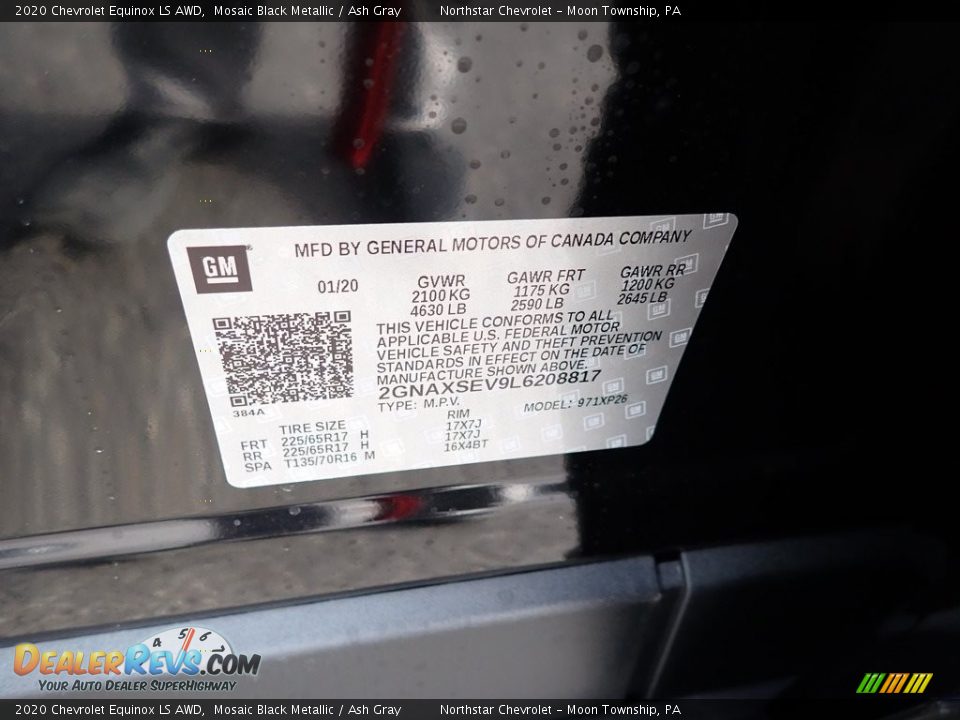 2020 Chevrolet Equinox LS AWD, Mosaic Black Metallic / Ash Gray Northstar Chevrolet - Moon Township, PA
GM
MFD BY GENERAL MOTORS OF CANADA COMPANY
01/20 GVWR GAWR FRT GAWR RR
2100 KG 1175 KG 1200 KG
4630 LB 2590 LB 2645 LB
THIS VEHICLE CONFORMS TO ALL
APPLICABLE U.S. FEDERAL MOTOR
VEHICLE SAFETY AND THEFT PREVENTION
STANDARDS IN EFFECT ON THE DATE OF
MANUFACTURE SHOWN ABOVE.
2GNAXSEV9L6208817
TYPE: M.P.V. MODEL: 971XP26
384A
TIRE SIZE RIM
FRT 225/65R17 H 17X7J
RR 225/65R17 H 17X7J
SPA T135/70R16 M 16X4BT
4 5 6
DEALERREVS.COM
YOUR AUTO DEALER SUPERHIGHWAY
2020 Chevrolet Equinox LS AWD, Mosaic Black Metallic / Ash Gray Northstar Chevrolet - Moon Township, PA